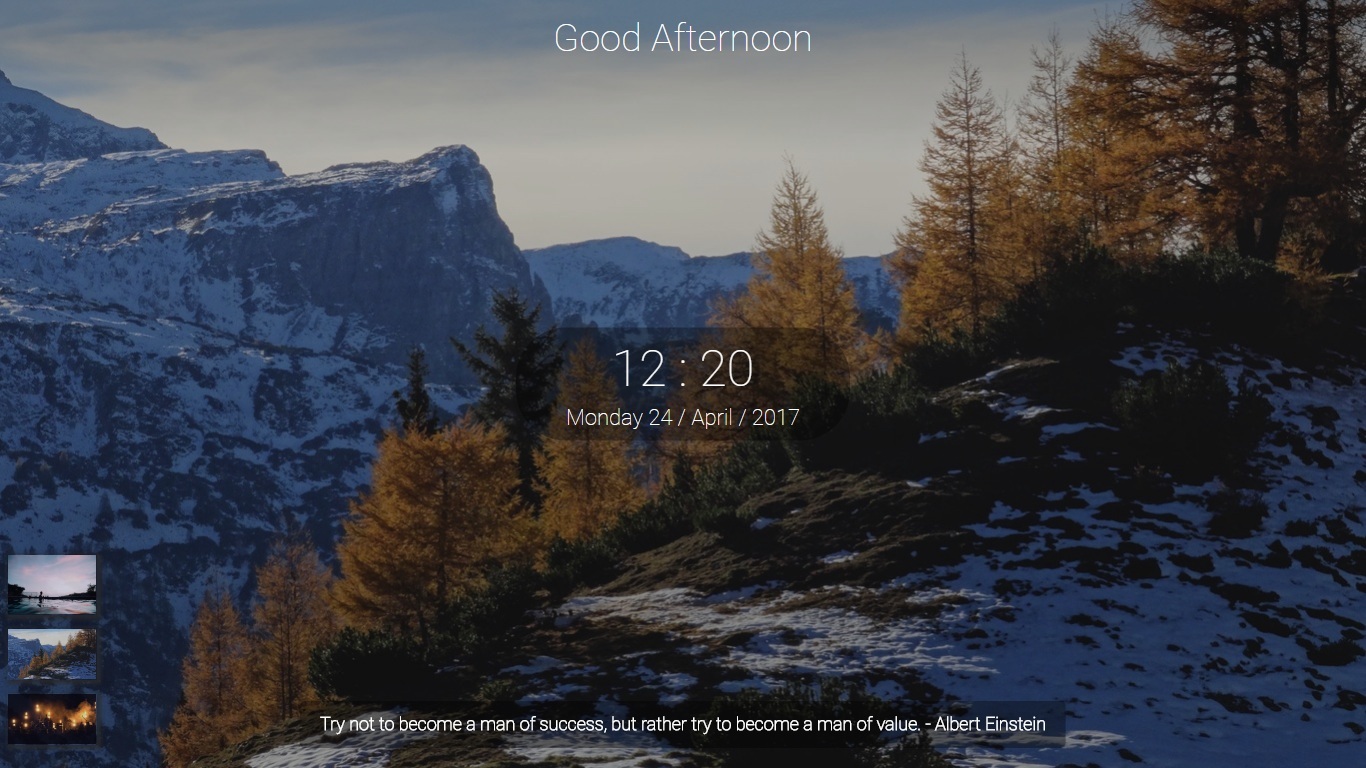 Good Afternoon
12 : 20
Monday 24 / April / 2017
Try not to become a man of success, but rather try to become a man of value. - Albert Einstein